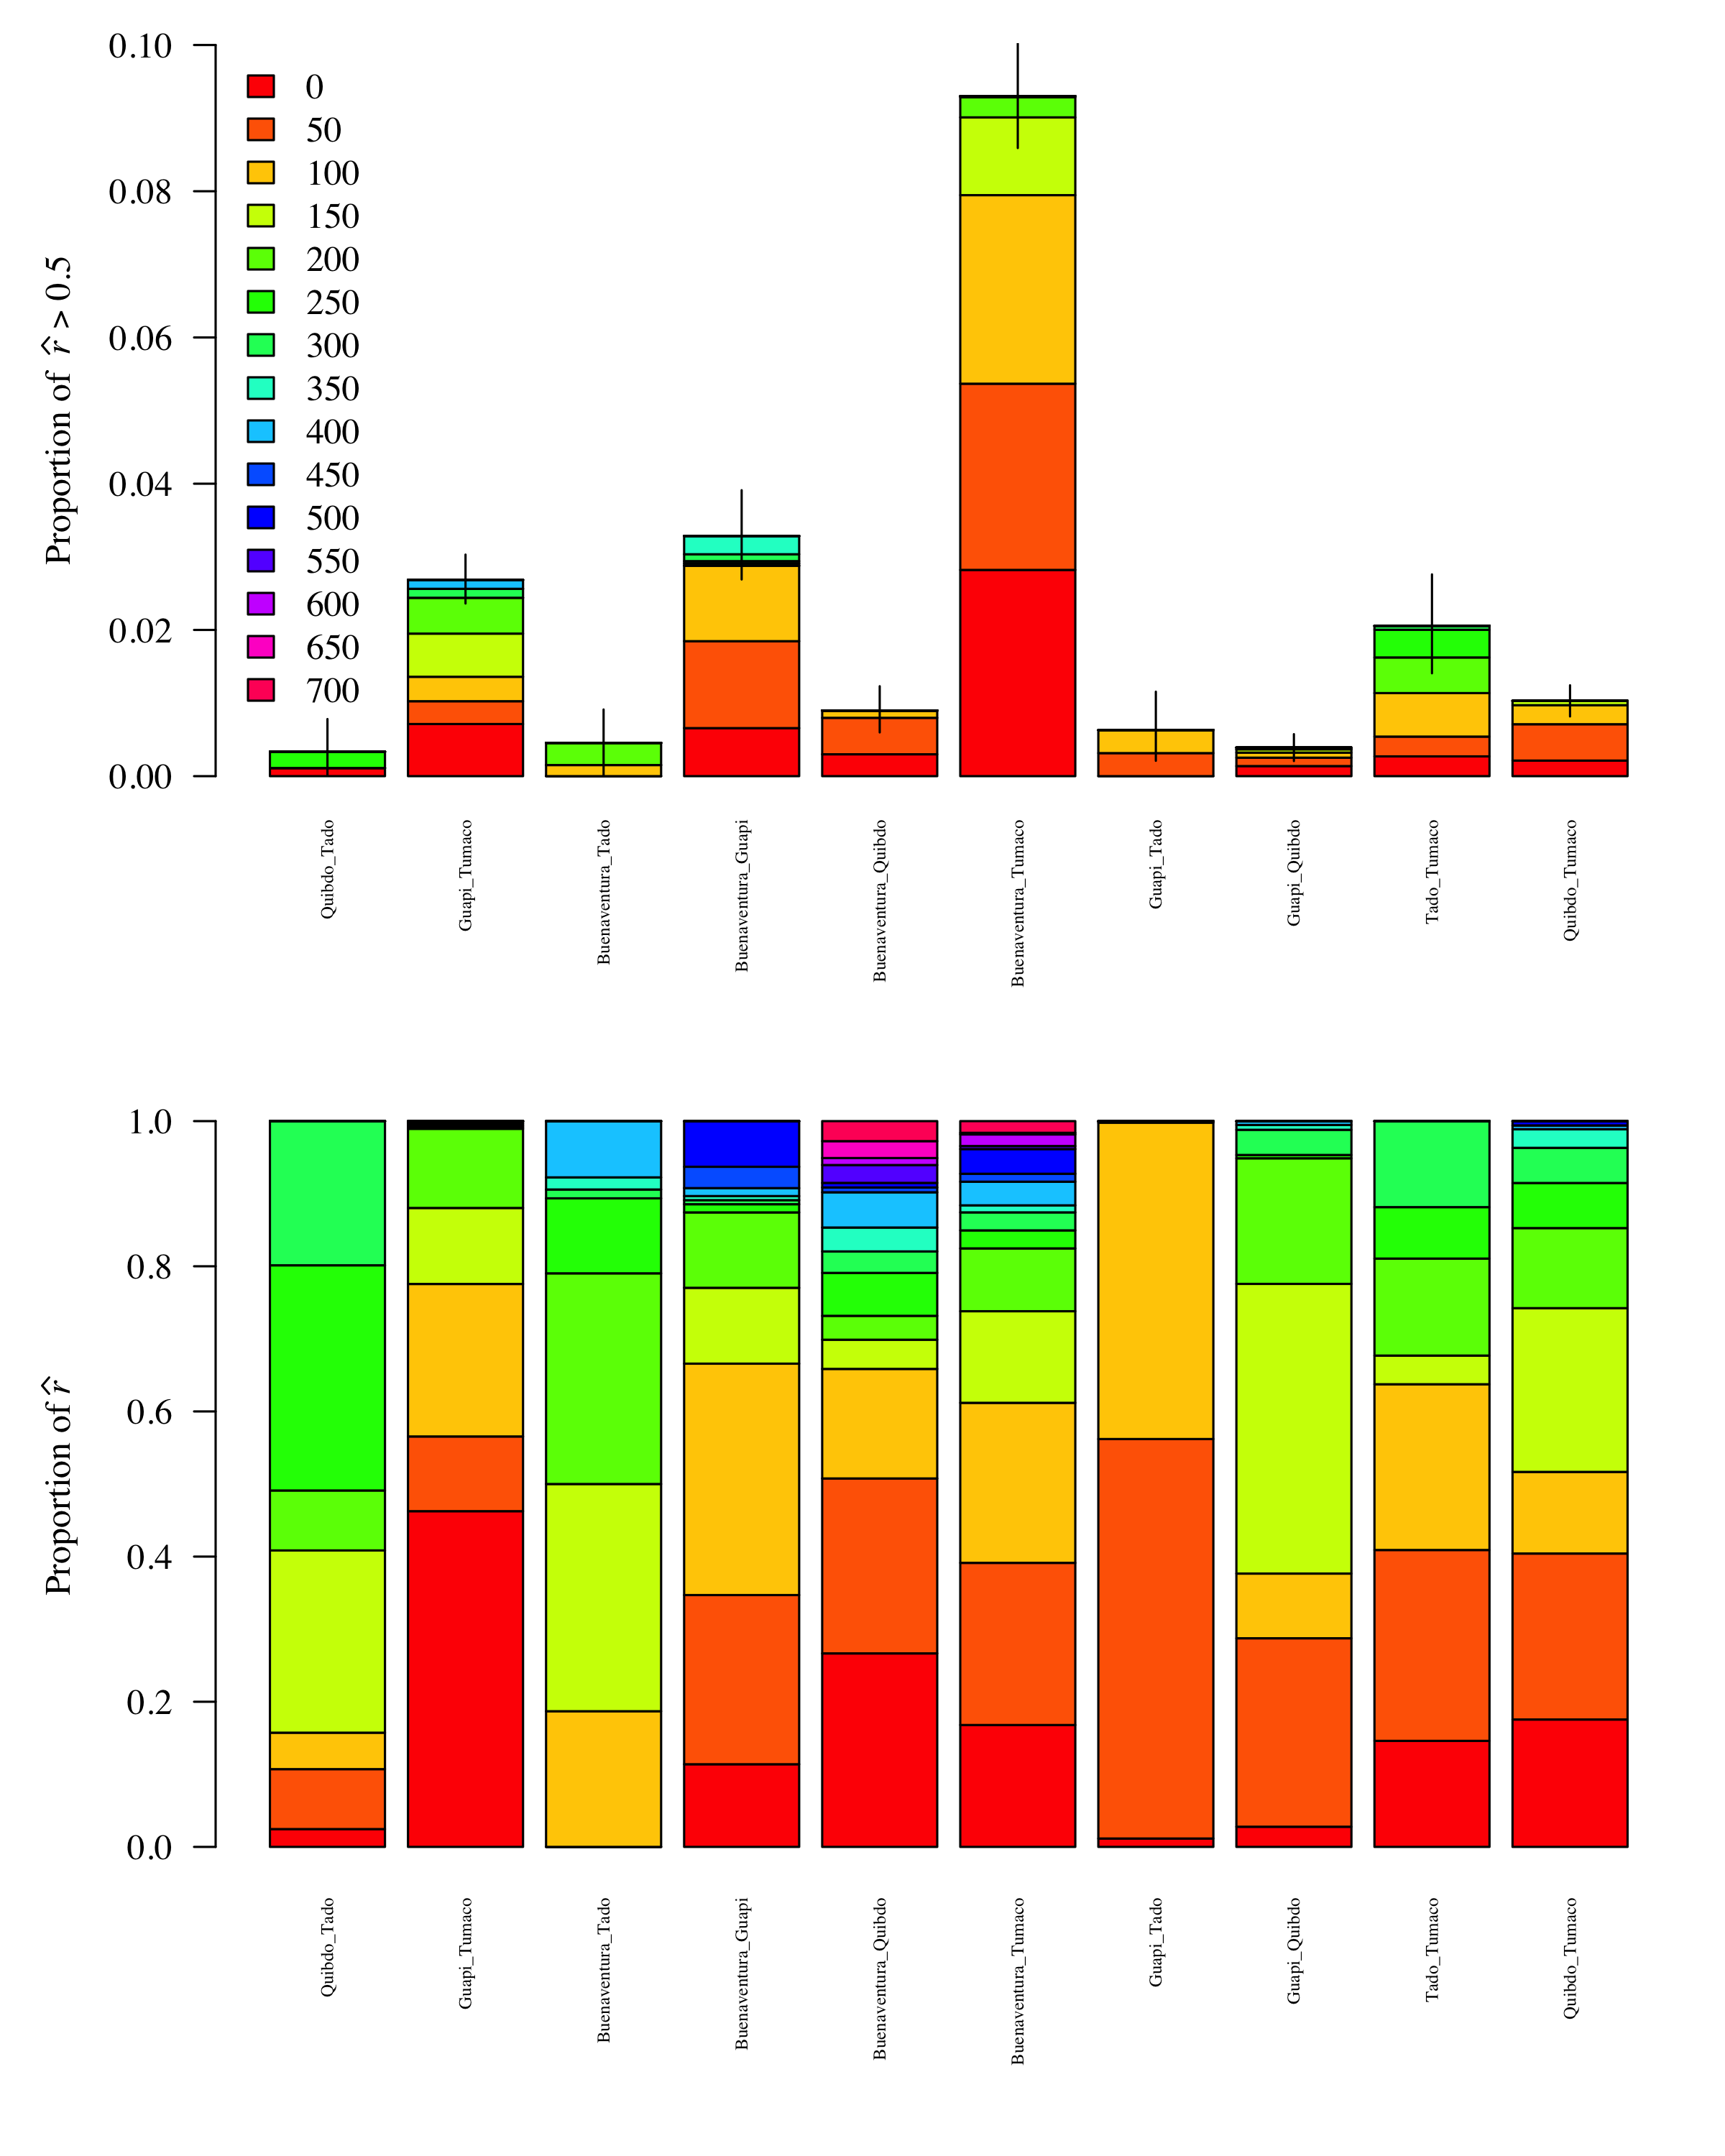 0.10
0.08
0.06
0.04
0.02
0.00
Proportion of r̂ > 0.5
0
50
100
150
200
250
300
350
400
450
500
550
600
650
700
Quibdo_Tado
Guapi_Tumaco
Buenaventura_Tado
Buenaventura_Guapi
Buenaventura_Quibdo
Buenaventura_Tumaco
Guapi_Tado
Guapi_Quibdo
Tado_Tumaco
Quibdo_Tumaco
1.0
0.8
0.6
0.4
0.2
0.0
Proportion of r̂
Quibdo_Tado
Guapi_Tumaco
Buenaventura_Tado
Buenaventura_Guapi
Buenaventura_Quibdo
Buenaventura_Tumaco
Guapi_Tado
Guapi_Quibdo
Tado_Tumaco
Quibdo_Tumaco